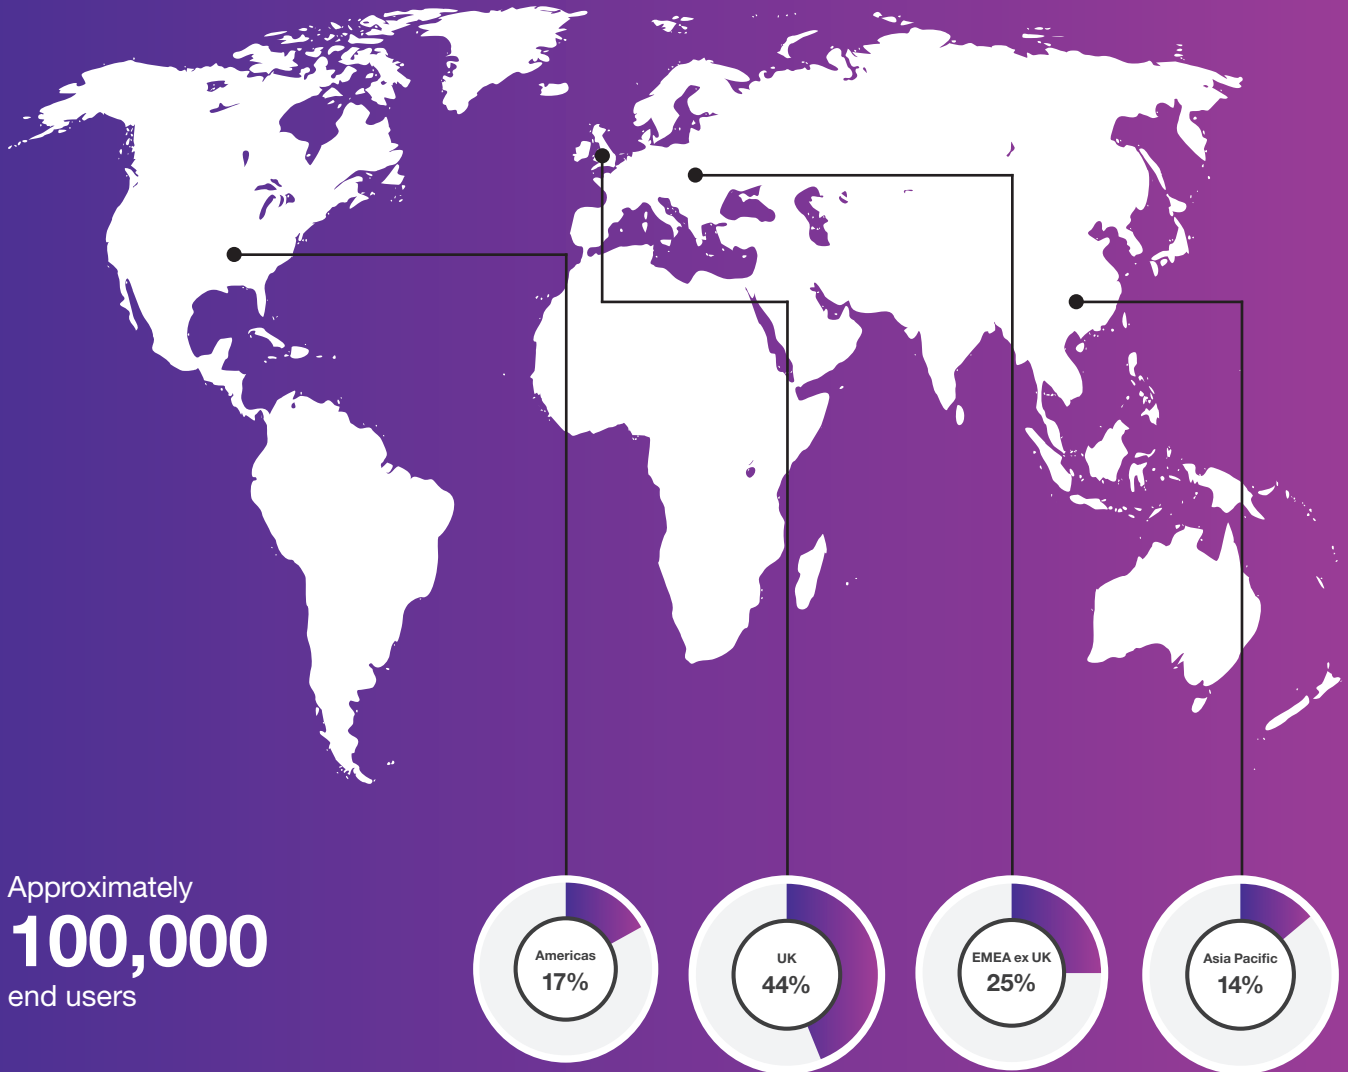 Approximately
100,000
end users
Americas
17%
UK
44%
EMEA ex UK
25%
Asia Pacific
14%